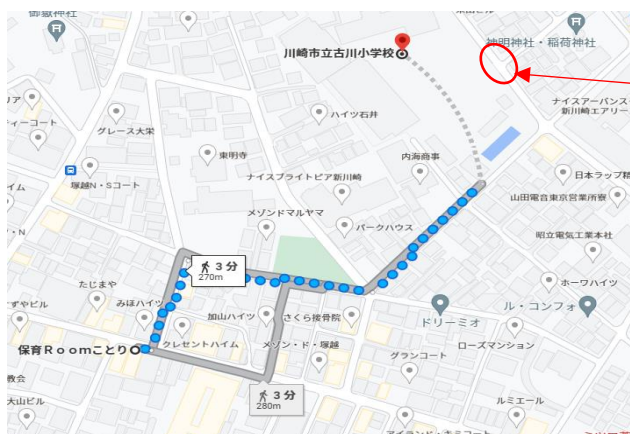 御嶽神社
川崎市立古川小学校
神明神社・稲荷神社
ナイスアーバンス
新川崎エアリー
ハイツ石井
グレース大栄
東明寺
内海商事
日本ラップ精
塚越N・Sコート
ナイスブライトピア新川崎
山田電音東京営業所寮
メゾンドマルヤマ
パークハウス
昭立電気工業本社
3 分
270m
ホーワハイツ
たじまや
ル・コンフォ
ずやビル
みほハイツ
加山ハイツ
さくら接骨院
ドリーミオ
保育Roomことり
クレセントハイム
メゾン・ド・塚越
ローズマンション
グランコート
教会
3 分
280m
大山ビル
ルミエール